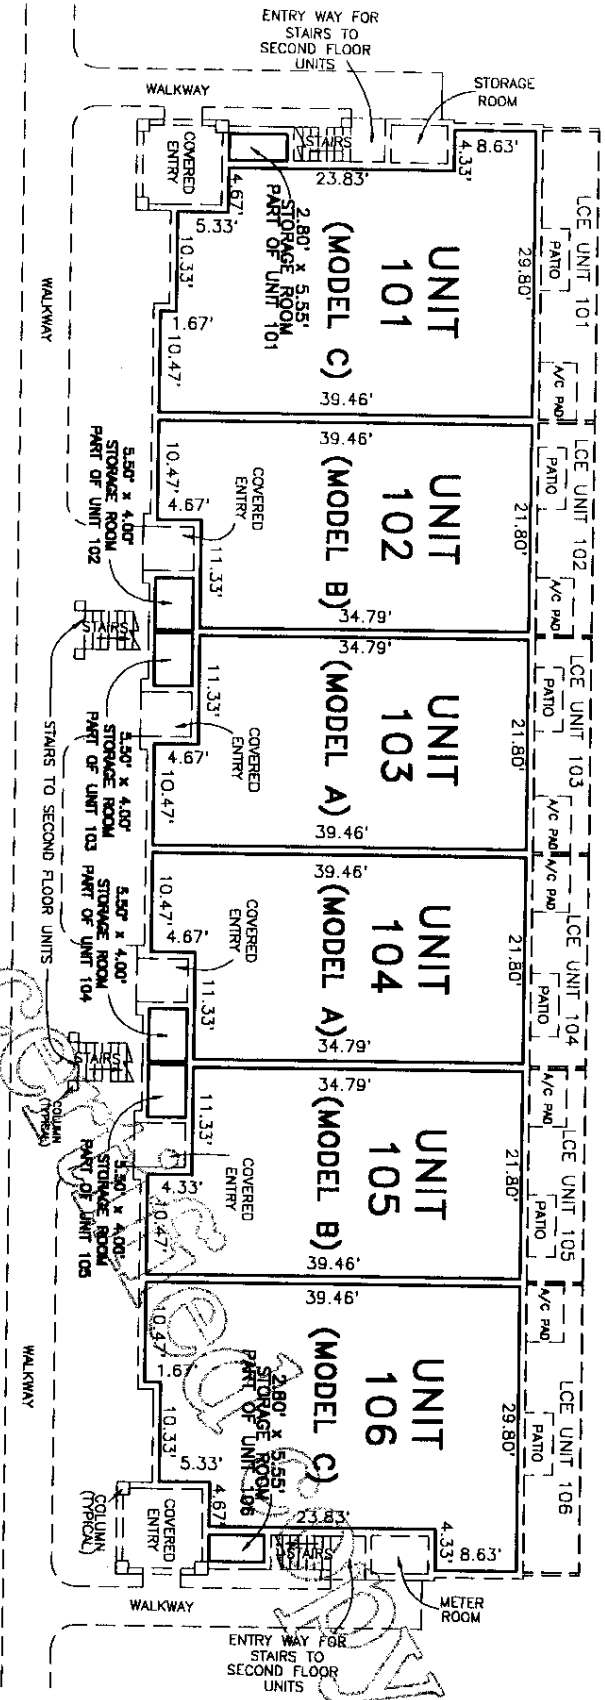 ENTRY WAY FOR
STAIRS TO
SECOND FLOOR
UNITS
WALKWAY
STORAGE
ROOM
STAIRS
COVERED
ENTRY
4.33'
8.63'
23.83'
4.67'
5.33'
2.80' x 5.55'
STORAGE ROOM
PART OF UNIT 101
10.33'
1.67'
10.47'
UNIT
101
(MODEL C)
29.80'
39.46'
LCE UNIT 101
PATIO
A/C PAD
WALKWAY
39.46'
10.47'
4.67'
COVERED
ENTRY
11.33'
5.50' x 4.00'
STORAGE ROOM
PART OF UNIT 102
UNIT
102
(MODEL B)
21.80'
34.79'
LCE UNIT 102
PATIO
A/C PAD
STAIRS
STAIRS TO SECOND FLOOR UNITS
34.79'
11.33'
COVERED
ENTRY
4.67'
10.47'
5.50' x 4.00'
STORAGE ROOM
PART OF UNIT 103
UNIT
103
(MODEL A)
21.80'
39.46'
LCE UNIT 103
PATIO
A/C PAD
39.46'
10.47'
4.67'
COVERED
ENTRY
11.33'
5.50' x 4.00'
STORAGE ROOM
PART OF UNIT 104
UNIT
104
(MODEL A)
21.80'
34.79'
LCE UNIT 104
A/C PAD
PATIO
STAIRS
COLUMN
(TYPICAL)
34.79'
11.33'
COVERED
ENTRY
4.33'
10.47'
5.50' x 4.00'
STORAGE ROOM
PART OF UNIT 105
UNIT
105
(MODEL B)
21.80'
39.46'
LCE UNIT 105
A/C PAD
PATIO
39.46'
10.47'
1.67'
10.33'
5.33'
4.67'
2.80' x 5.55'
STORAGE ROOM
PART OF UNIT 106
UNIT
106
(MODEL C)
29.80'
23.83'
4.33'
8.63'
LCE UNIT 106
A/C PAD
PATIO
WALKWAY
COLUMN
(TYPICAL)
COVERED
ENTRY
STAIRS
METER
ROOM
WALKWAY
ENTRY WAY FOR
STAIRS TO
SECOND FLOOR
UNITS
Certified Copy